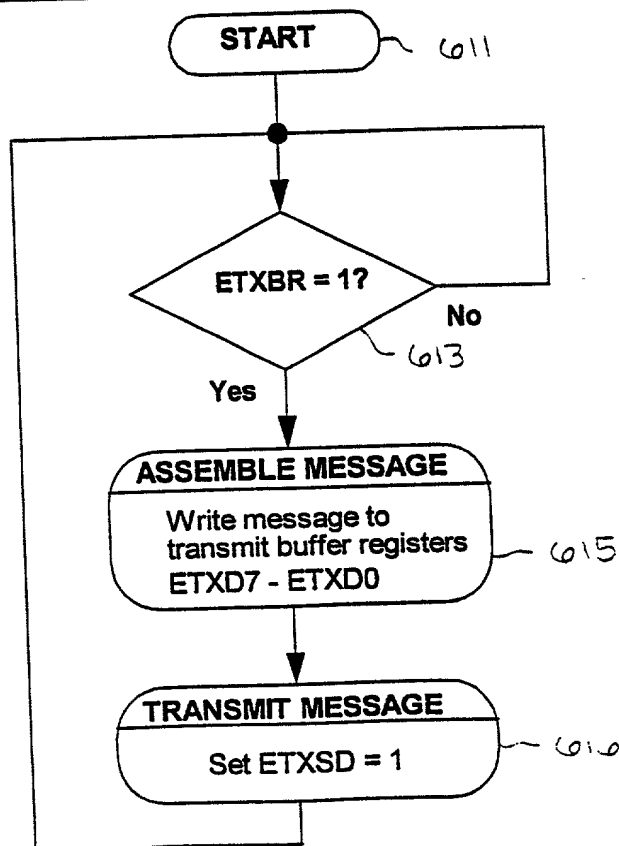 START
611
ETXBR = 1?
No
613
Yes
ASSEMBLE MESSAGE
Write message to
transmit buffer registers
ETXD7 - ETXD0
615
TRANSMIT MESSAGE
Set ETXSD = 1
616